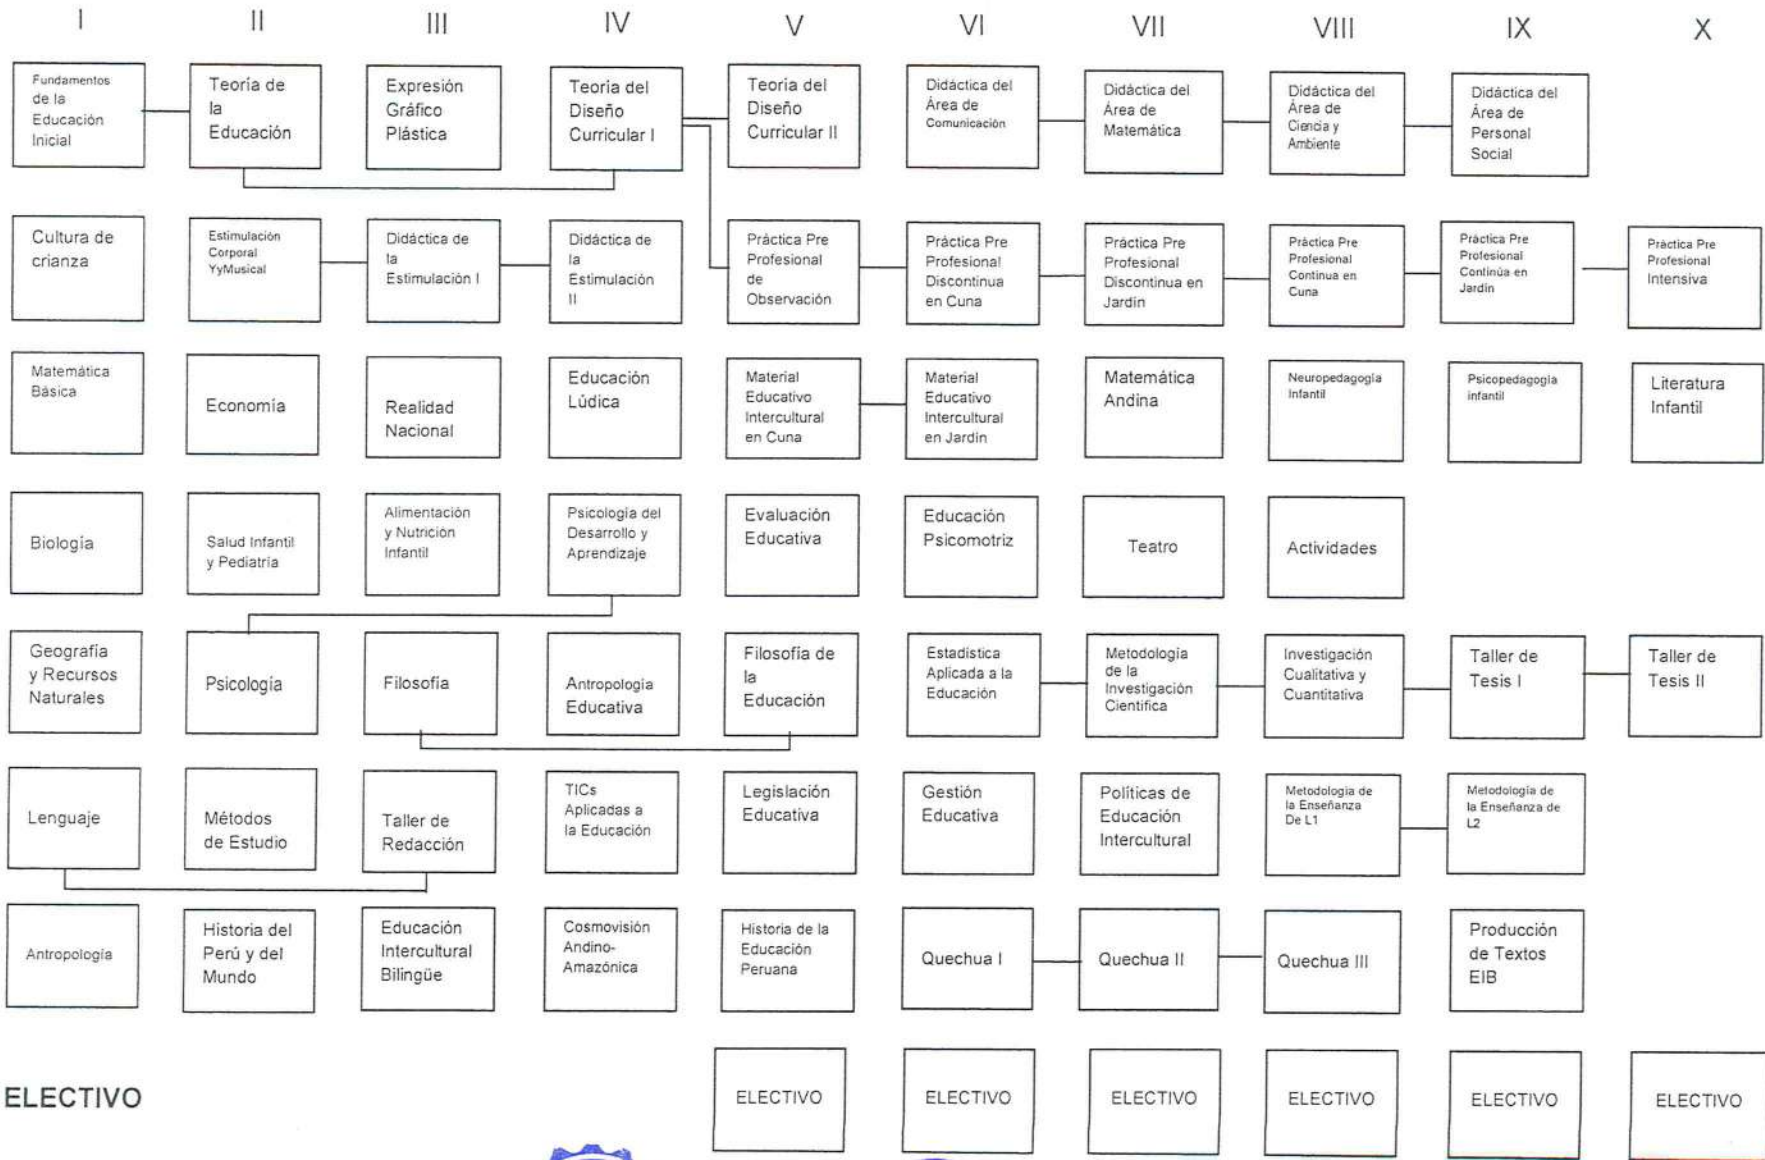 I
II
III
IV
V
VI
VII
VIII
IX
X
Fundamentos
de la
Educación
Inicial
Teoría de
la
Educación
Expresión
Gráfico
Plástica
Teoría del
Diseño
Curricular I
Teoría del
Diseño
Curricular II
Didáctica del
Área de
Comunicación
Didáctica del
Área de
Matemática
Didáctica del
Área de
Ciencia y
Ambiente
Didáctica del
Área de
Personal
Social
Cultura de
crianza
Estimulación
Corporal
YyMusical
Didáctica de
la
Estimulación I
Didáctica de
la
Estimulación
II
Práctica Pre
Profesional
de
Observación
Práctica Pre
Profesional
Discontinua
en Cuna
Práctica Pre
Profesional
Discontinua en
Jardín
Práctica Pre
Profesional
Continua en
Cuna
Práctica Pre
Profesional
Continúa en
Jardín
Práctica Pre
Profesional
Intensiva
Matemática
Básica
Economía
Realidad
Nacional
Educación
Lúdica
Material
Educativo
Intercultural
en Cuna
Material
Educativo
Intercultural
en Jardín
Matemática
Andina
Neuropedagogía
Infantil
Psicopedagogía
infantil
Literatura
Infantil
Biología
Salud Infantil
y Pediatría
Alimentación
y Nutrición
Infantil
Psicología del
Desarrollo y
Aprendizaje
Evaluación
Educativa
Educación
Psicomotriz
Teatro
Actividades
Geografía
y Recursos
Naturales
Psicología
Filosofía
Antropología
Educativa
Filosofía de
la
Educación
Estadística
Aplicada a la
Educación
Metodología
de la
Investigación
Científica
Investigación
Cualitativa y
Cuantitativa
Taller de
Tesis I
Taller de
Tesis II
Lenguaje
Métodos
de Estudio
Taller de
Redacción
TICs
Aplicadas a
la Educación
Legislación
Educativa
Gestión
Educativa
Políticas de
Educación
Intercultural
Metodología de
la Enseñanza
De L1
Metodología de
la Enseñanza de
L2
Antropología
Historia del
Perú y del
Mundo
Educación
Intercultural
Bilingüe
Cosmovisión
Andino-
Amazónica
Historia de la
Educación
Peruana
Quechua I
Quechua II
Quechua III
Producción
de Textos
EIB
ELECTIVO
ELECTIVO
ELECTIVO
ELECTIVO
ELECTIVO
ELECTIVO
ELECTIVO